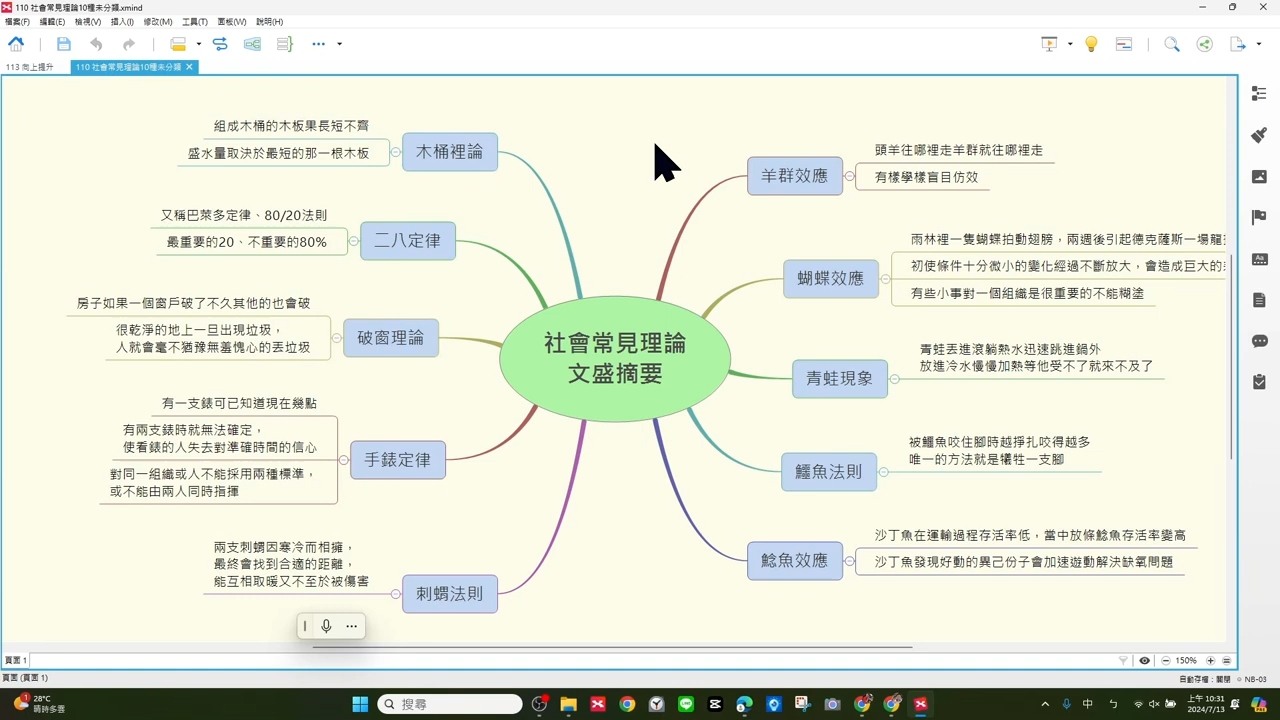 110 社會常見理論10種未分類.xmind
檔案(F) 編輯(E) 檢視(V) 插入(I) 修改(M) 工具(T) 面板(W) 說明(H)
113 向上提升
110 社會常見理論10種未分類
社會常見理論
文盛摘要
木桶裡論
組成木桶的木板果長短不齊
盛水量取決於最短的那一根木板
二八定律
又稱巴萊多定律、80/20法則
最重要的20、不重要的80%
破窗理論
房子如果一個窗戶破了不久其他的也會破
很乾淨的地上一旦出現垃圾，
人就會毫不猶豫無羞愧心的丟垃圾
手錶定律
有一支錶可已知道現在幾點
有兩支錶時就無法確定，
使看錶的人失去對準確時間的信心
對同一組織或人不能採用兩種標準，
或不能由兩人同時指揮
刺蝟法則
兩支刺蝟因寒冷而相擁，
最終會找到合適的距離，
能互相取暖又不至於被傷害
羊群效應
頭羊往哪裡走羊群就往哪裡走
有樣學樣盲目仿效
蝴蝶效應
雨林裡一隻蝴蝶拍動翅膀，兩週後引起德克薩斯一場龍
初使條件十分微小的變化經過不斷放大，會造成巨大的
有些小事對一個組織是很重要的不能糊塗
青蛙現象
青蛙丟進滾躺熱水迅速跳進鍋外
放進冷水慢慢加熱等他受不了就來不及了
鱷魚法則
被鱷魚咬住腳時越掙扎咬得越多
唯一的方法就是犧牲一支腳
鯰魚效應
沙丁魚在運輸過程存活率低，當中放條鯰魚存活率變高
沙丁魚發現好動的異己份子會加速遊動解決缺氧問題
頁面 1
150%
頁面 (頁面 1)
自動存檔：關閉
NB-03
28°C
晴時多雲
搜尋
中
上午 10:31
2024/7/13